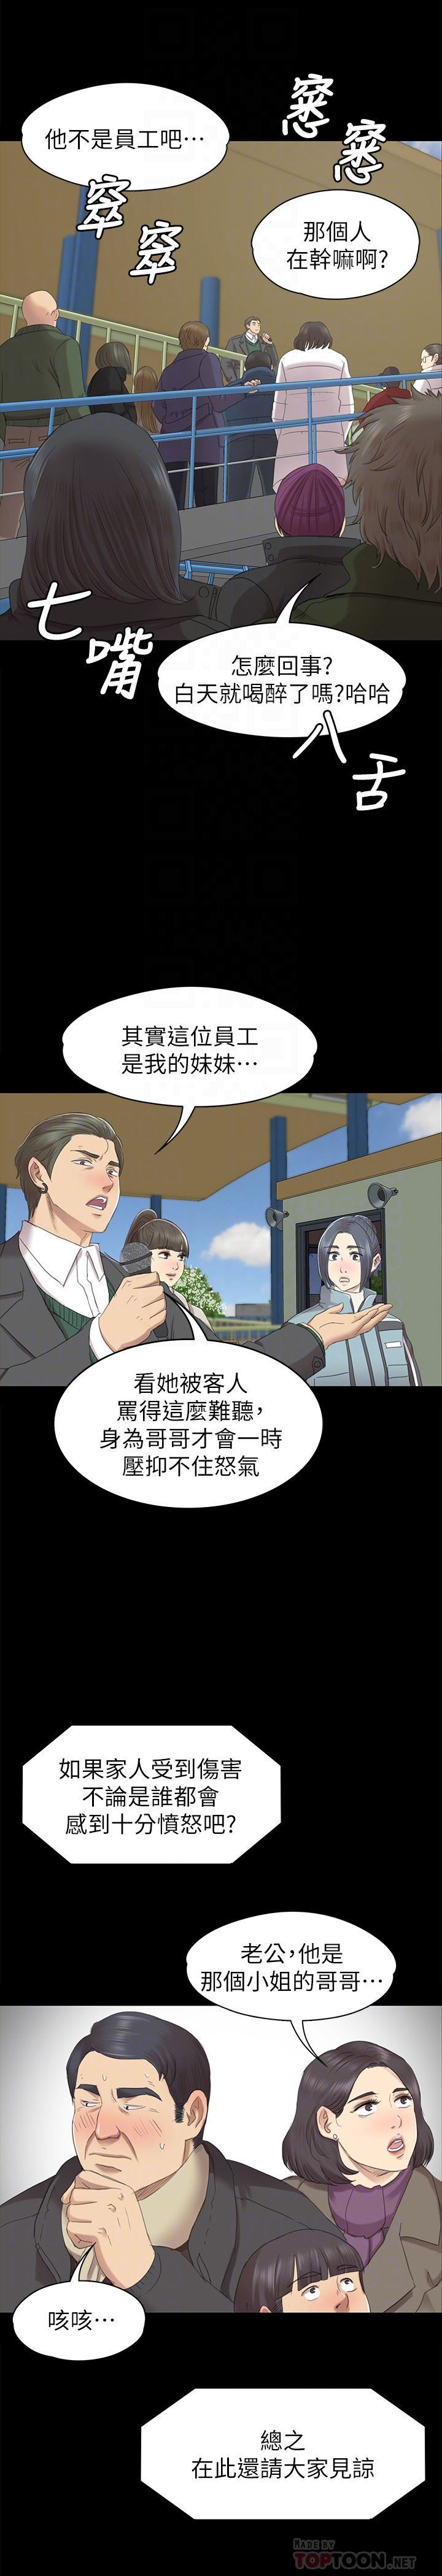 他不是員工吧…
窸
窸
窣
窣
那個人
在幹嘛啊?
七
嘴
怎麼回事?
白天就喝醉了嗎?哈哈
八
舌
其實這位員工
是我的妹妹…
看她被客人
罵得這麼難聽,
身為哥哥才會一時
壓抑不住怒氣
如果家人受到傷害
不論是誰都會
感到十分憤怒吧?
老公,他是
那個小姐的哥哥…
咳咳…
總之
在此還請大家見諒
MADE BY
TOPTOON.NET